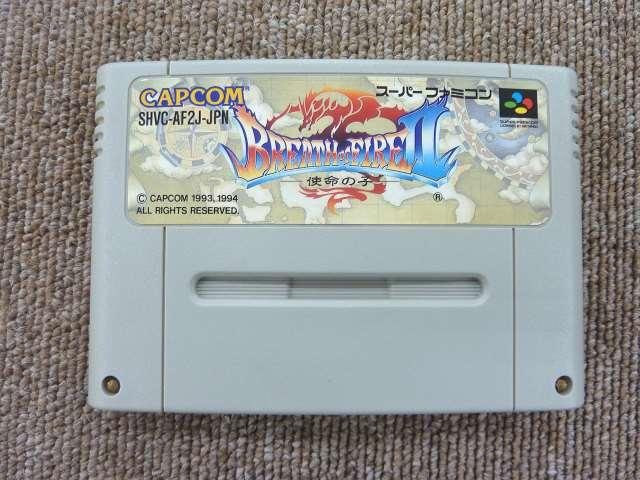 CAPCOM
SHVC-AF2J-JPN
スーパーファミコン
BREATH OF FIRE II
使命の子
© CAPCOM 1993, 1994
ALL RIGHTS RESERVED.
®